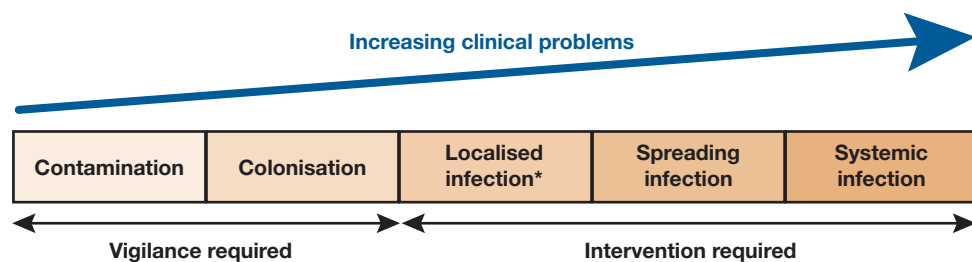 Increasing clinical problems
Contamination
Colonisation
Localised
infection*
Spreading
infection
Systemic
infection
Vigilance required
Intervention required